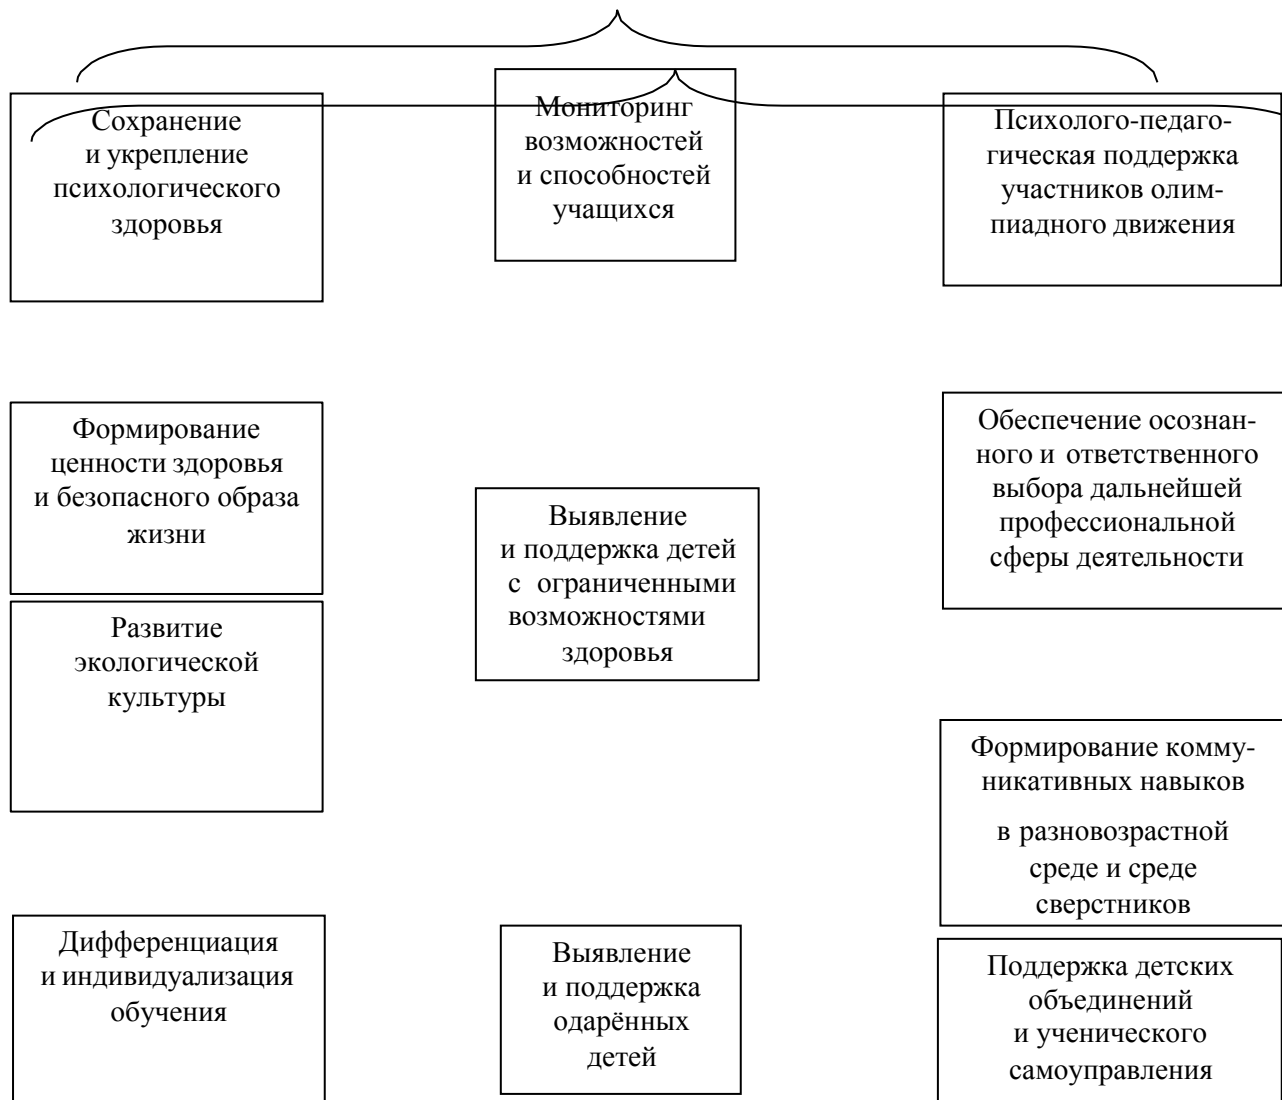 Сохранение
и укрепление
психологического
здоровья
Мониторинг
возможностей
и способностей
учащихся
Психолого-педаго-
гическая поддержка
участников олим-
пиадного движения
Формирование
ценности здоровья
и безопасного образа
жизни
Выявление
и поддержка детей
с ограниченными
возможностями
здоровья
Обеспечение осознан-
ного и ответственного
выбора дальнейшей
профессиональной
сферы деятельности
Развитие
экологической
культуры
Формирование комму-
никативных навыков
в разновозрастной
среде и среде
сверстников
Дифференциация
и индивидуализация
обучения
Выявление
и поддержка
одарённых
детей
Поддержка детских
объединений
и ученического
самоуправления